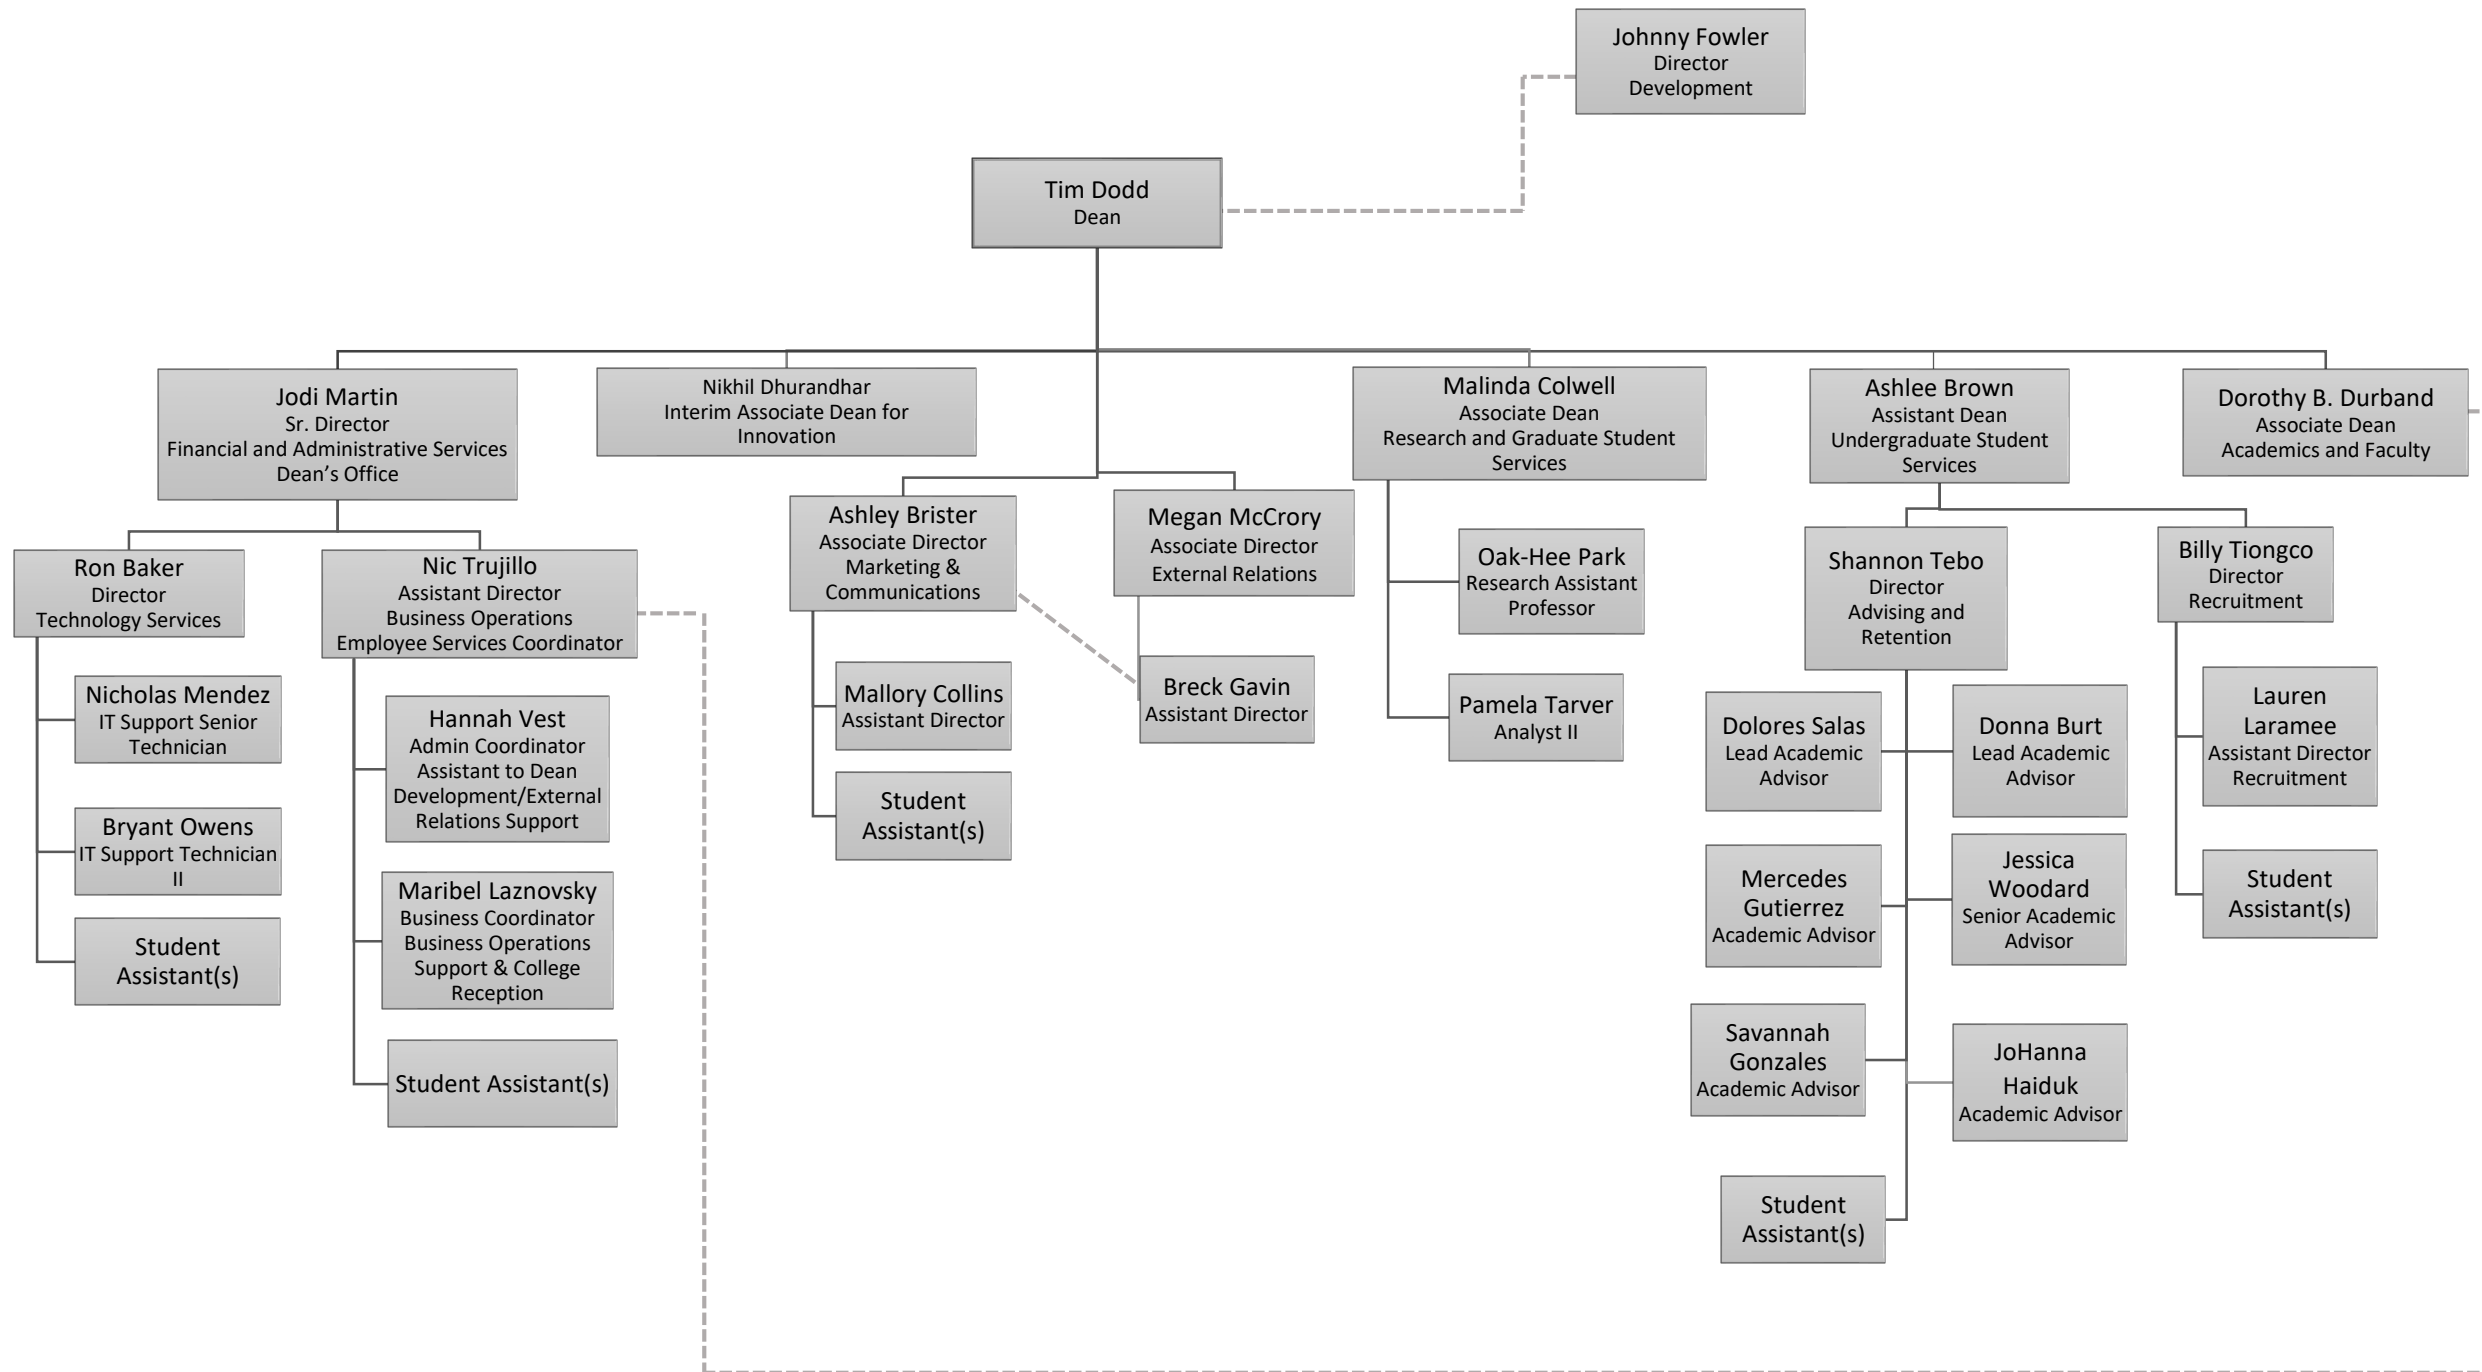 Johnny Fowler
Director
Development
Tim Dodd
Dean
Jodi Martin
Sr. Director
Financial and Administrative Services
Dean's Office
Nikhil Dhurandhar
Interim Associate Dean for
Innovation
Malinda Colwell
Associate Dean
Research and Graduate Student
Services
Ashlee Brown
Assistant Dean
Undergraduate Student
Services
Dorothy B. Durband
Associate Dean
Academics and Faculty
Ron Baker
Director
Technology Services
Nic Trujillo
Assistant Director
Business Operations
Employee Services Coordinator
Ashley Brister
Associate Director
Marketing &
Communications
Megan McCrory
Associate Director
External Relations
Oak-Hee Park
Research Assistant
Professor
Shannon Tebo
Director
Advising and
Retention
Billy Tiongco
Director
Recruitment
Nicholas Mendez
IT Support Senior
Technician
Hannah Vest
Admin Coordinator
Assistant to Dean
Development/External
Relations Support
Mallory Collins
Assistant Director
Breck Gavin
Assistant Director
Pamela Tarver
Analyst II
Dolores Salas
Lead Academic
Advisor
Donna Burt
Lead Academic
Advisor
Lauren
Laramee
Assistant Director
Recruitment
Bryant Owens
IT Support Technician
II
Maribel Laznovsky
Business Coordinator
Business Operations
Support & College
Reception
Student
Assistant(s)
Mercedes
Gutierrez
Academic Advisor
Jessica
Woodard
Senior Academic
Advisor
Student
Assistant(s)
Student
Assistant(s)
Student Assistant(s)
Savannah
Gonzales
Academic Advisor
JoHanna
Haiduk
Academic Advisor
Student
Assistant(s)